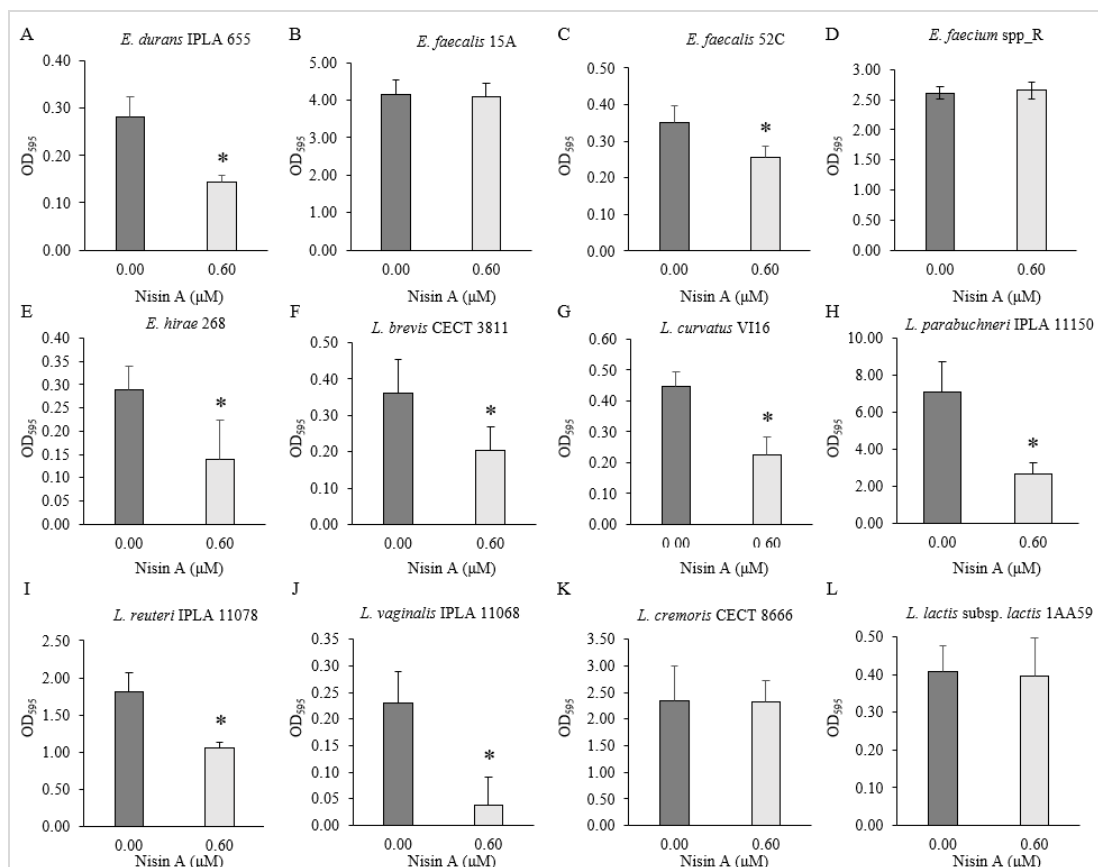 A
E. durans IPLA 655
OD595
0.40
0.30
0.20
0.10
0.00
0.00 0.60
Nisin A (µM)
B
E. faecalis 15A
OD595
5.00
4.00
3.00
2.00
1.00
0.00
0.00 0.60
Nisin A (µM)
C
E. faecalis 52C
OD595
0.50
0.40
0.30
0.20
0.10
0.00
*
0.00 0.60
Nisin A (µM)
D
E. faecium spp_R
OD595
3.00
2.50
2.00
1.50
1.00
0.50
0.00
0.00 0.60
Nisin A (µM)
E
E. hirae 268
OD595
0.40
0.35
0.30
0.25
0.20
0.15
0.10
0.05
0.00
*
0.00 0.60
Nisin A (µM)
F
L. brevis CECT 3811
OD595
0.50
0.40
0.30
0.20
0.10
0.00
*
0.00 0.60
Nisin A (µM)
G
L. curvatus VI16
OD595
0.60
0.50
0.40
0.30
0.20
0.10
0.00
*
0.00 0.60
Nisin A (µM)
H
L. parabuchneri IPLA 11150
OD595
10.00
8.00
6.00
4.00
2.00
0.00
*
0.00 0.60
Nisin A (µM)
I
L. reuteri IPLA 11078
OD595
2.50
2.00
1.50
1.00
0.50
0.00
*
0.00 0.60
Nisin A (µM)
J
L. vaginalis IPLA 11068
OD595
0.35
0.30
0.25
0.20
0.15
0.10
0.05
0.00
*
0.00 0.60
Nisin A (µM)
K
L. cremoris CECT 8666
OD595
3.50
3.00
2.50
2.00
1.50
1.00
0.50
0.00
0.00 0.60
Nisin A (µM)
L
L. lactis subsp. lactis 1AA59
OD595
0.50
0.40
0.30
0.20
0.10
0.00
0.00 0.60
Nisin A (µM)